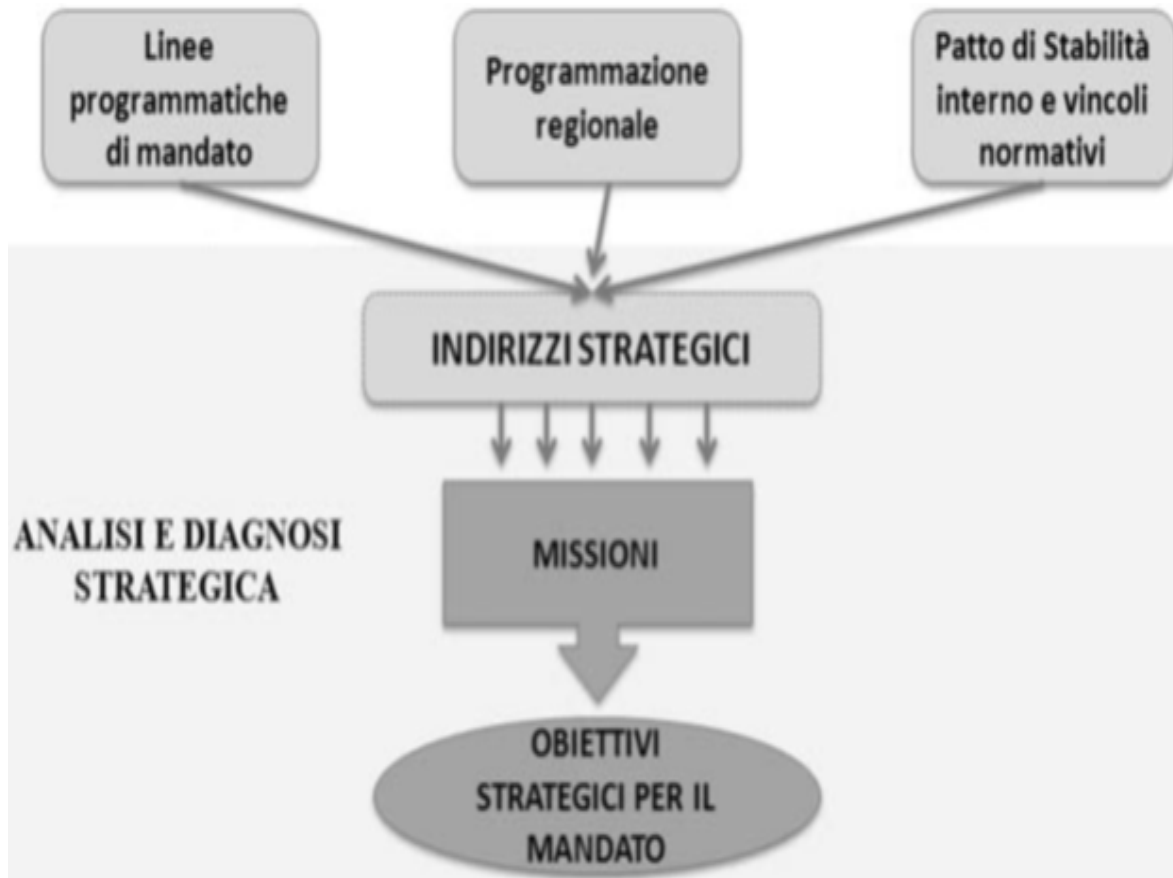 Linee
programmatiche
di mandato
Programmazione
regionale
Patto di Stabilità
interno e vincoli
normativi
INDIRIZZI STRATEGICI
ANALISI E DIAGNOSI
STRATEGICA
MISSIONI
OBIETTIVI
STRATEGICI PER IL
MANDATO